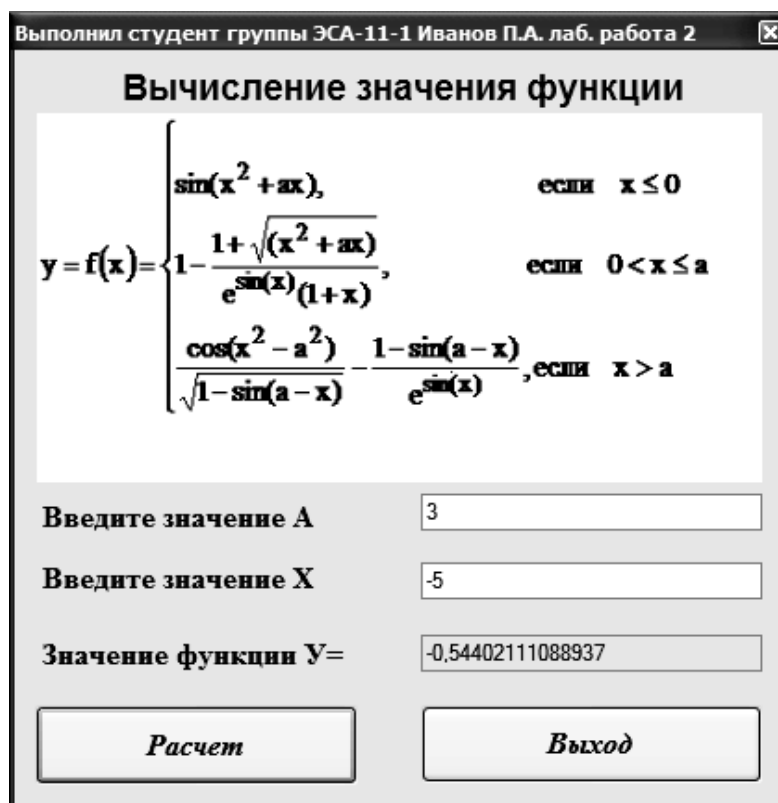 Выполнил студент группы ЭСА-11-1 Иванов П.А. лаб. работа 2
Вычисление значения функции
y = f(x) = {
sin(x² + ax), если x ≤ 0
1 - (1 + √(x² + ax)) / (e^sin(x) (1 + x)), если 0 < x ≤ a
cos(x² - a²) / √(1 - sin(a - x)) - (1 - sin(a - x)) / e^sin(x), если x > a
Введите значение А 3
Введите значение X -5
Значение функции У= -0,54402111088937
Расчет Выход